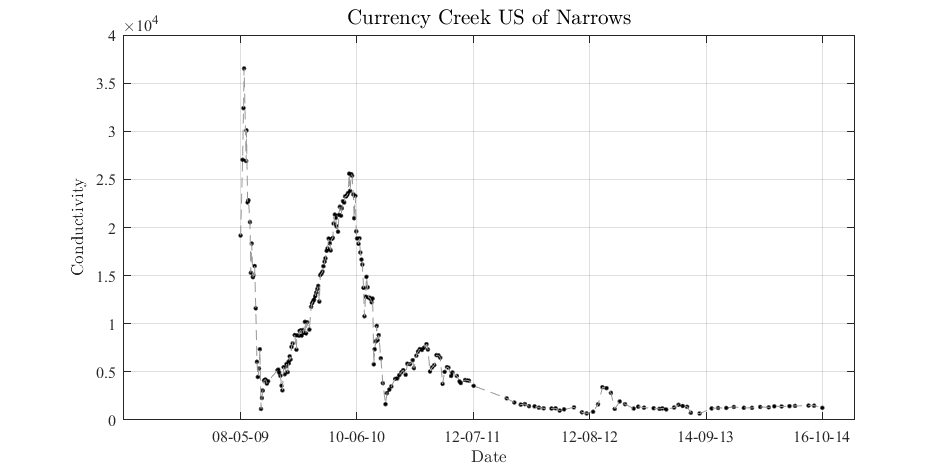 Currency Creek US of Narrows
×10⁴
4
3.5
3
2.5
2
1.5
1
0.5
0
Conductivity
08-05-09 10-06-10 12-07-11 12-08-12 14-09-13 16-10-14
Date